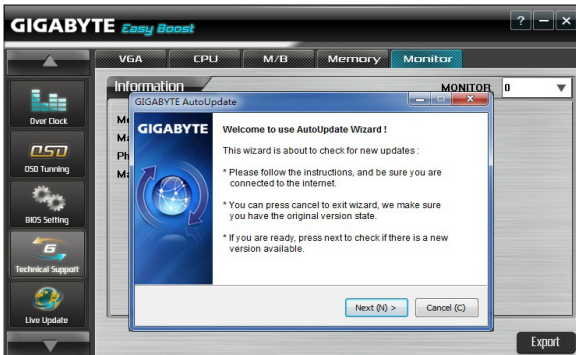 GIGABYTE Easy Boost
? – x
VGA CPU M/B Memory Monitor
Information
MONITOR 0
Over Clock
OSD Tunning
BIOS Setting
Technical Support
Live Update
GIGABYTE AutoUpdate
GIGABYTE
Welcome to use AutoUpdate Wizard !
This wizard is about to check for new updates :
* Please follow the instructions, and be sure you are
connected to the internet.
* You can press cancel to exit wizard, we make sure
you have the original version state.
* If you are ready, press next to check if there is a new
version available.
Next (N) >
Cancel (C)
Export